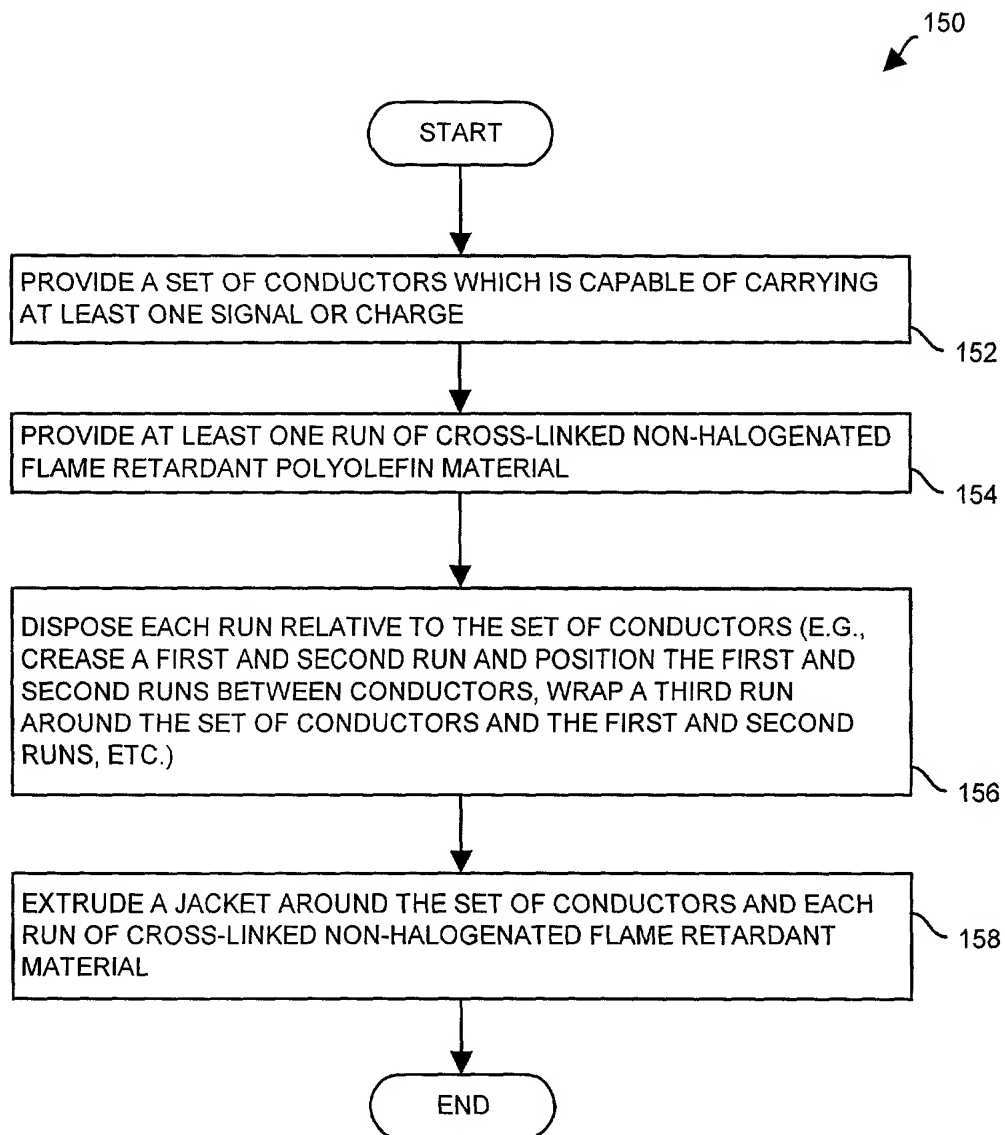 150
START
PROVIDE A SET OF CONDUCTORS WHICH IS CAPABLE OF CARRYING
AT LEAST ONE SIGNAL OR CHARGE
152
PROVIDE AT LEAST ONE RUN OF CROSS-LINKED NON-HALOGENATED
FLAME RETARDANT POLYOLEFIN MATERIAL
154
DISPOSE EACH RUN RELATIVE TO THE SET OF CONDUCTORS (E.G.,
CREASE A FIRST AND SECOND RUN AND POSITION THE FIRST AND
SECOND RUNS BETWEEN CONDUCTORS, WRAP A THIRD RUN
AROUND THE SET OF CONDUCTORS AND THE FIRST AND SECOND
RUNS, ETC.)
156
EXTRUDE A JACKET AROUND THE SET OF CONDUCTORS AND EACH
RUN OF CROSS-LINKED NON-HALOGENATED FLAME RETARDANT
MATERIAL
158
END